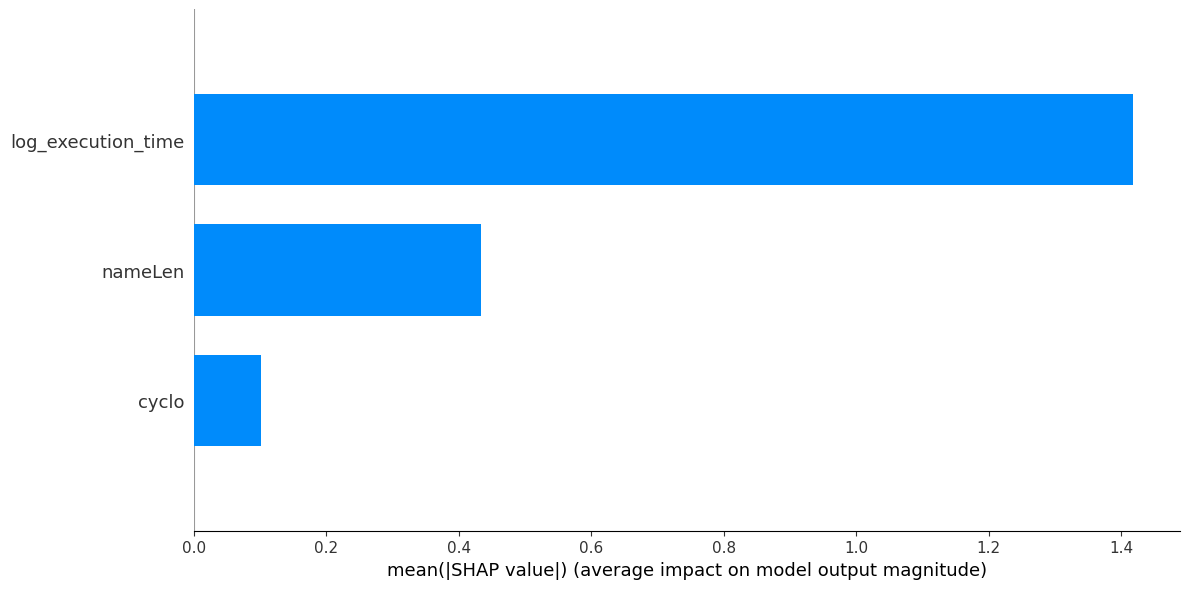 log_execution_time
nameLen
cyclo
0.0 0.2 0.4 0.6 0.8 1.0 1.2 1.4
mean(|SHAP value|) (average impact on model output magnitude)